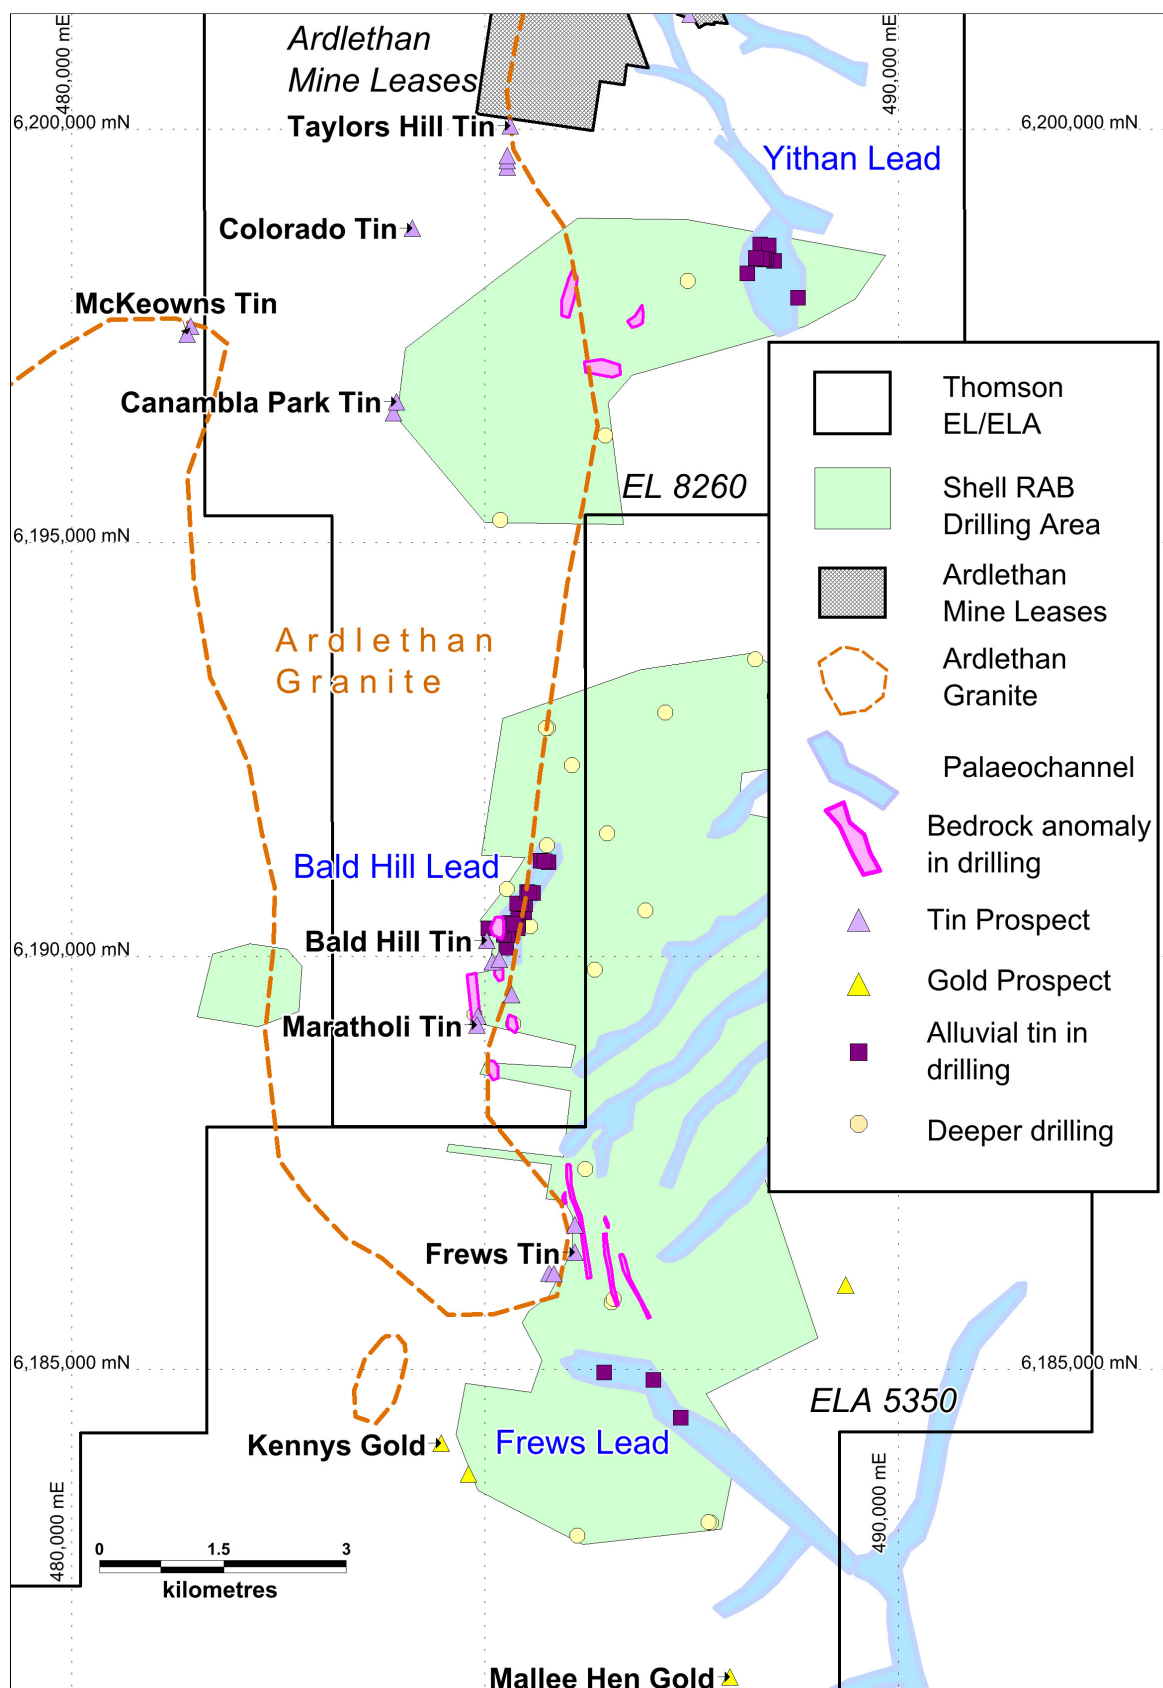 480,000 mE
490,000 mE
Ardlethan
Mine Leases
6,200,000 mN
6,200,000 mN
Taylors Hill Tin
Yithan Lead
Colorado Tin
McKeowns Tin
Canambla Park Tin
EL 8260
6,195,000 mN
Ardlethan
Granite
Bald Hill Lead
Bald Hill Tin
6,190,000 mN
Maratholi Tin
Frews Tin
6,185,000 mN
6,185,000 mN
ELA 5350
Kennys Gold
Frews Lead
480,000 mE
490,000 mE
0 1.5 3
kilometres
Mallee Hen Gold
Thomson
EL/ELA
Shell RAB
Drilling Area
Ardlethan
Mine Leases
Ardlethan
Granite
Palaeochannel
Bedrock anomaly
in drilling
Tin Prospect
Gold Prospect
Alluvial tin in
drilling
Deeper drilling